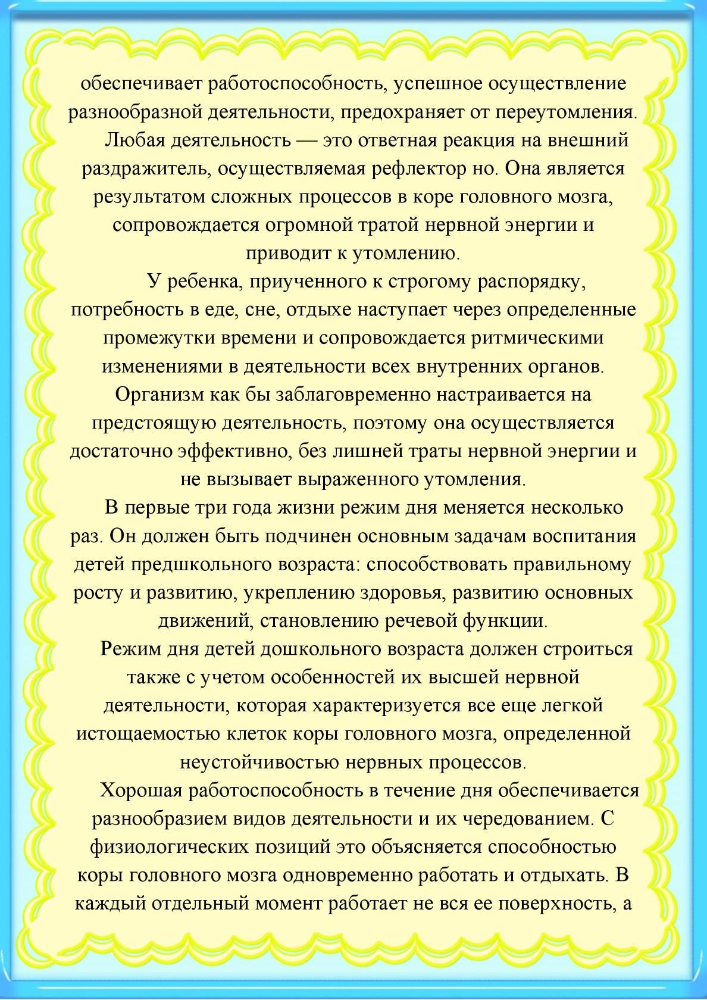 обеспечивает работоспособность, успешное осуществление
разнообразной деятельности, предохраняет от переутомления.
Любая деятельность — это ответная реакция на внешний
раздражитель, осуществляемая рефлектор но. Она является
результатом сложных процессов в коре головного мозга,
сопровождается огромной тратой нервной энергии и
приводит к утомлению.
У ребенка, приученного к строгому распорядку,
потребность в еде, сне, отдыхе наступает через определенные
промежутки времени и сопровождается ритмическими
изменениями в деятельности всех внутренних органов.
Организм как бы заблаговременно настраивается на
предстоящую деятельность, поэтому она осуществляется
достаточно эффективно, без лишней траты нервной энергии и
не вызывает выраженного утомления.
В первые три года жизни режим дня меняется несколько
раз. Он должен быть подчинен основным задачам воспитания
детей предшкольного возраста: способствовать правильному
росту и развитию, укреплению здоровья, развитию основных
движений, становлению речевой функции.
Режим дня детей дошкольного возраста должен строиться
также с учетом особенностей их высшей нервной
деятельности, которая характеризуется все еще легкой
истощаемостью клеток коры головного мозга, определенной
неустойчивостью нервных процессов.
Хорошая работоспособность в течение дня обеспечивается
разнообразием видов деятельности и их чередованием. С
физиологических позиций это объясняется способностью
коры головного мозга одновременно работать и отдыхать. В
каждый отдельный момент работает не вся ее поверхность, а